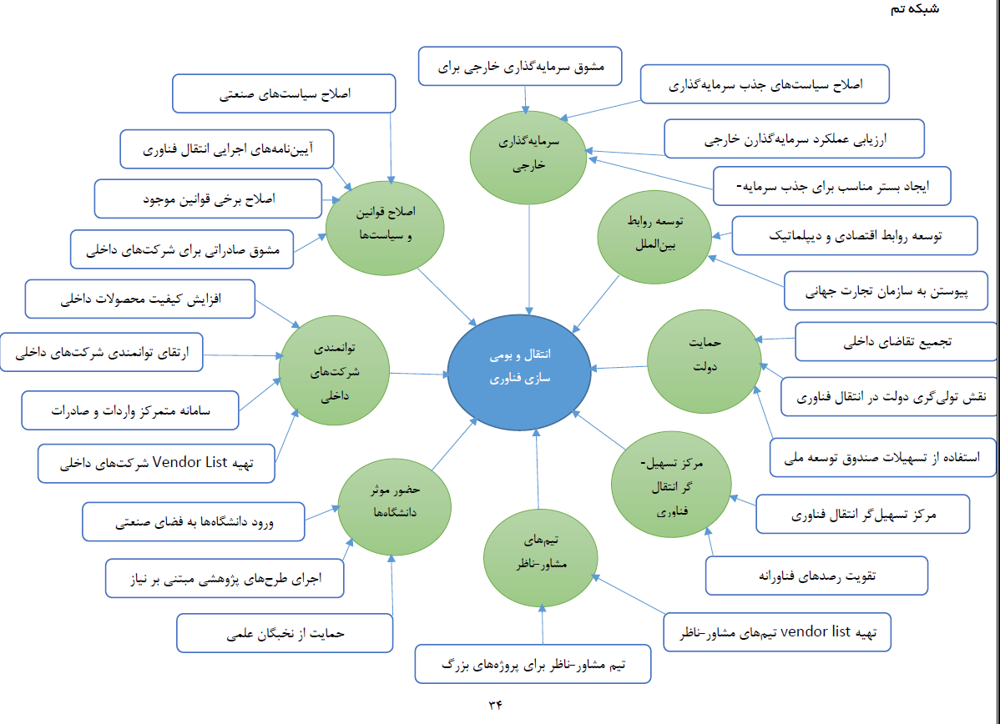 شبکه تم
مشوق سرمایه‌گذاری خارجی برای
اصلاح سیاست‌های جذب سرمایه‌گذاری
ارزیابی عملکرد سرمایه‌گذارن خارجی
ایجاد بستر مناسب برای جذب سرمایه-
سرمایه‌گذاری
خارجی
توسعه روابط
بین‌الملل
توسعه روابط اقتصادی و دیپلماتیک
پیوستن به سازمان تجارت جهانی
حمایت
دولت
تجمیع تقاضای داخلی
نقش تولی‌گری دولت در انتقال فناوری
استفاده از تسهیلات صندوق توسعه ملی
مرکز تسهیل-
گر انتقال
فناوری
مرکز تسهیل‌گر انتقال فناوری
تقویت رصدهای فناورانه
تیم‌های
مشاور-ناظر
تهیه vendor list تیم‌های مشاور-ناظر
تیم مشاور-ناظر برای پروژه‌های بزرگ
حضور موثر
دانشگاه‌ها
ورود دانشگاه‌ها به فضای صنعتی
اجرای طرح‌های پژوهشی مبتنی بر نیاز
حمایت از نخبگان علمی
توانمندی
شرکت‌های
داخلی
افزایش کیفیت محصولات داخلی
ارتقای توانمندی شرکت‌های داخلی
سامانه متمرکز واردات و صادرات
تهیه Vendor List شرکت‌های داخلی
اصلاح قوانین
و سیاست‌ها
اصلاح سیاست‌های صنعتی
آیین‌نامه‌های اجرایی انتقال فناوری
اصلاح برخی قوانین موجود
مشوق صادراتی برای شرکت‌های داخلی
انتقال و بومی
سازی فناوری
۳۴